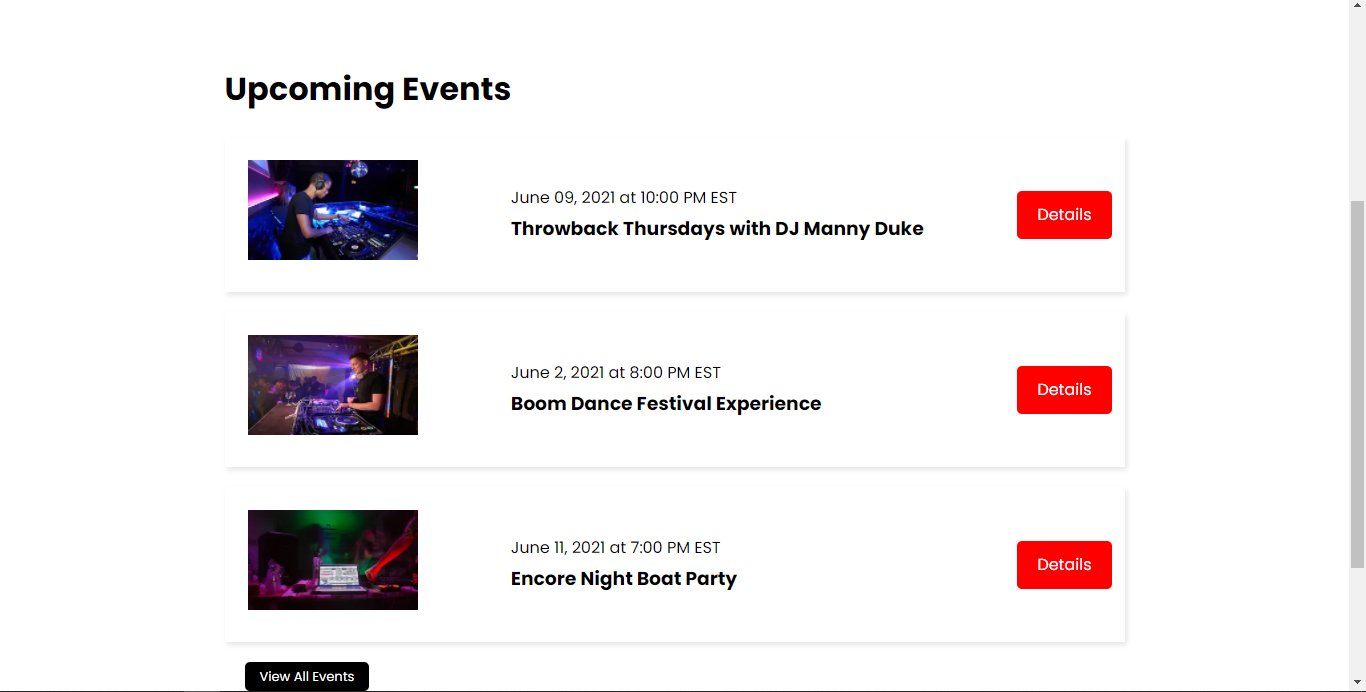 Upcoming Events
June 09, 2021 at 10:00 PM EST
Throwback Thursdays with DJ Manny Duke
Details
June 2, 2021 at 8:00 PM EST
Boom Dance Festival Experience
Details
June 11, 2021 at 7:00 PM EST
Encore Night Boat Party
Details
View All Events